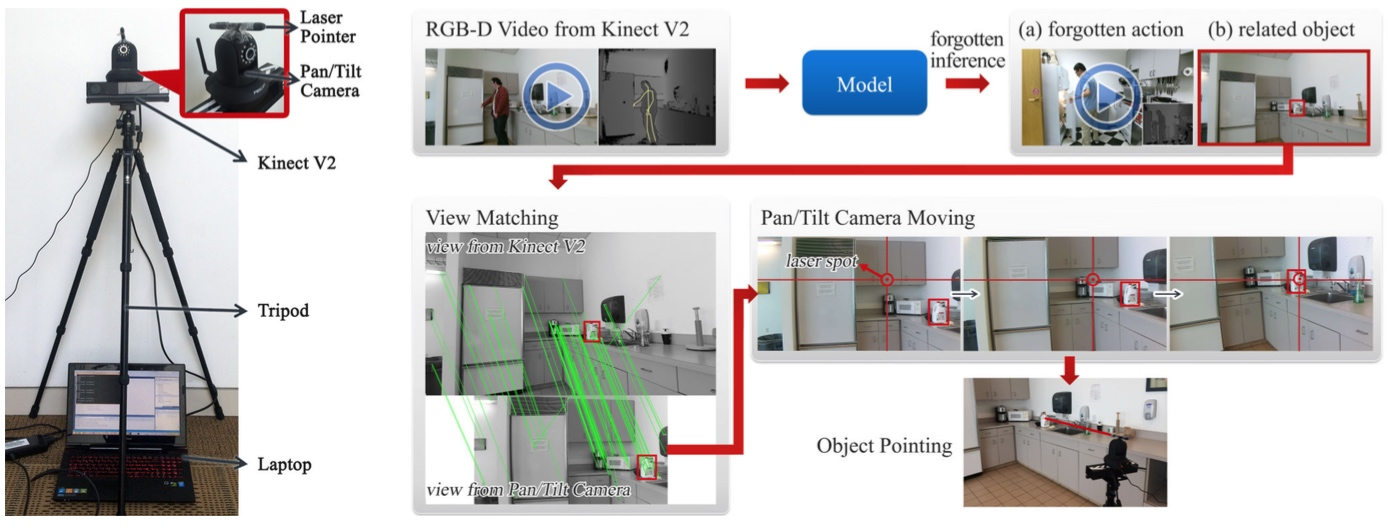 Laser
Pointer
Pan/Tilt
Camera
Kinect V2
Tripod
Laptop
RGB-D Video from Kinect V2
Model
forgotten
inference
(a) forgotten action
(b) related object
View Matching
view from Kinect V2
view from Pan/Tilt Camera
Pan/Tilt Camera Moving
laser spot
Object Pointing